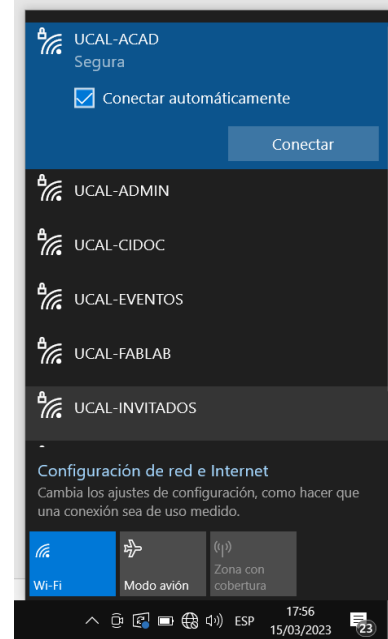 UCAL-ACAD
Segura
Conectar automáticamente
Conectar
UCAL-ADMIN
UCAL-CIDOC
UCAL-EVENTOS
UCAL-FABLAB
UCAL-INVITADOS
Configuración de red e Internet
Cambia los ajustes de configuración, como hacer que
una conexión sea de uso medido.
Wi-Fi
Modo avión
Zona con
cobertura
ESP
17:56
15/03/2023
23